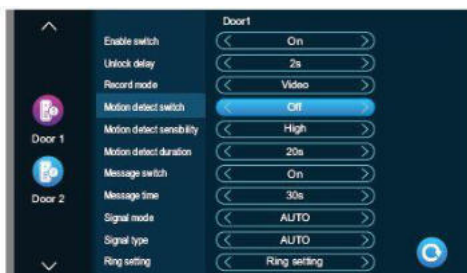 Door1
Enable switch On
Unlock delay 2s
Record mode Video
Motion detect switch Off
Motion detect sensibility High
Door 1
Motion detect duration 20s
Message switch On
Door 2
Message time 30s
Signal mode AUTO
Signal type AUTO
Ring setting Ring setting